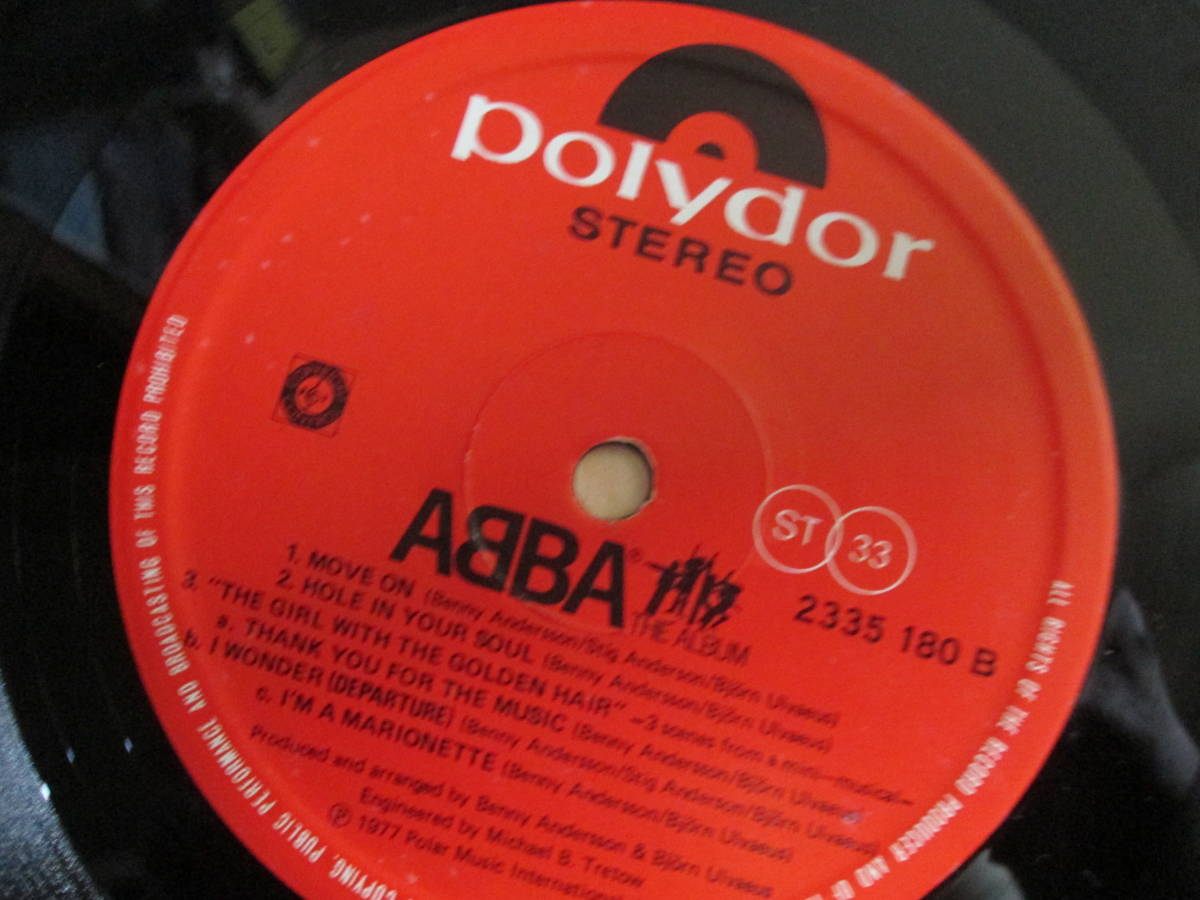 polydor
STEREO
ST 33
ABBA®
THE ALBUM
2335 180 B
1. MOVE ON (Benny Andersson/Stig Anderson/Björn Ulvaeus)
2. HOLE IN YOUR SOUL (Benny Andersson/Björn Ulvaeus)
3. "THE GIRL WITH THE GOLDEN HAIR" -3 scenes from a mini-musical-
a. THANK YOU FOR THE MUSIC (Benny Andersson/Björn Ulvaeus)
b. I WONDER (DEPARTURE) (Benny Andersson/Stig Anderson/Björn Ulvaeus)
c. I'M A MARIONETTE (Benny Andersson/Björn Ulvaeus)
Produced and arranged by Benny Andersson & Björn Ulvaeus
Engineered by Michael B. Tretow
℗ 1977 Polar Music International
ALL RIGHTS OF THE RECORD PRODUCER AND OF
COPYING, PUBLIC PERFORMANCE AND BROADCASTING OF THIS RECORD PROHIBITED